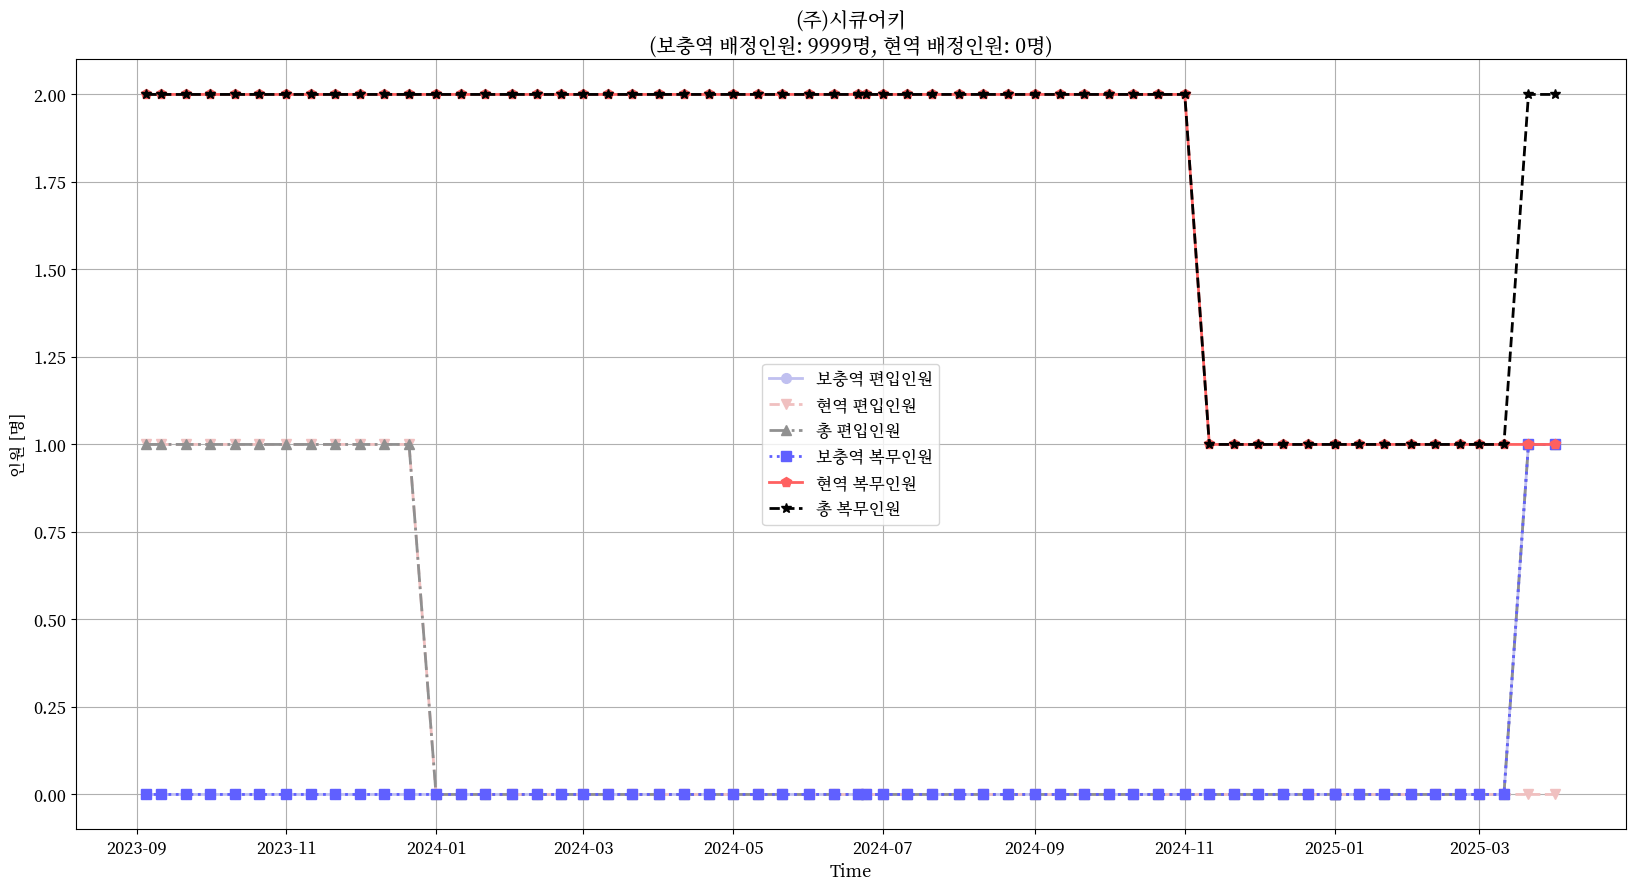 (주)시큐어키
(보충역 배정인원: 9999명, 현역 배정인원: 0명)
2.00
1.75
1.50
1.25
1.00
0.75
0.50
0.25
0.00
인원 [명]
보충역 편입인원
현역 편입인원
총 편입인원
보충역 복무인원
현역 복무인원
총 복무인원
2023-09 2023-11 2024-01 2024-03 2024-05 2024-07 2024-09 2024-11 2025-01 2025-03
Time